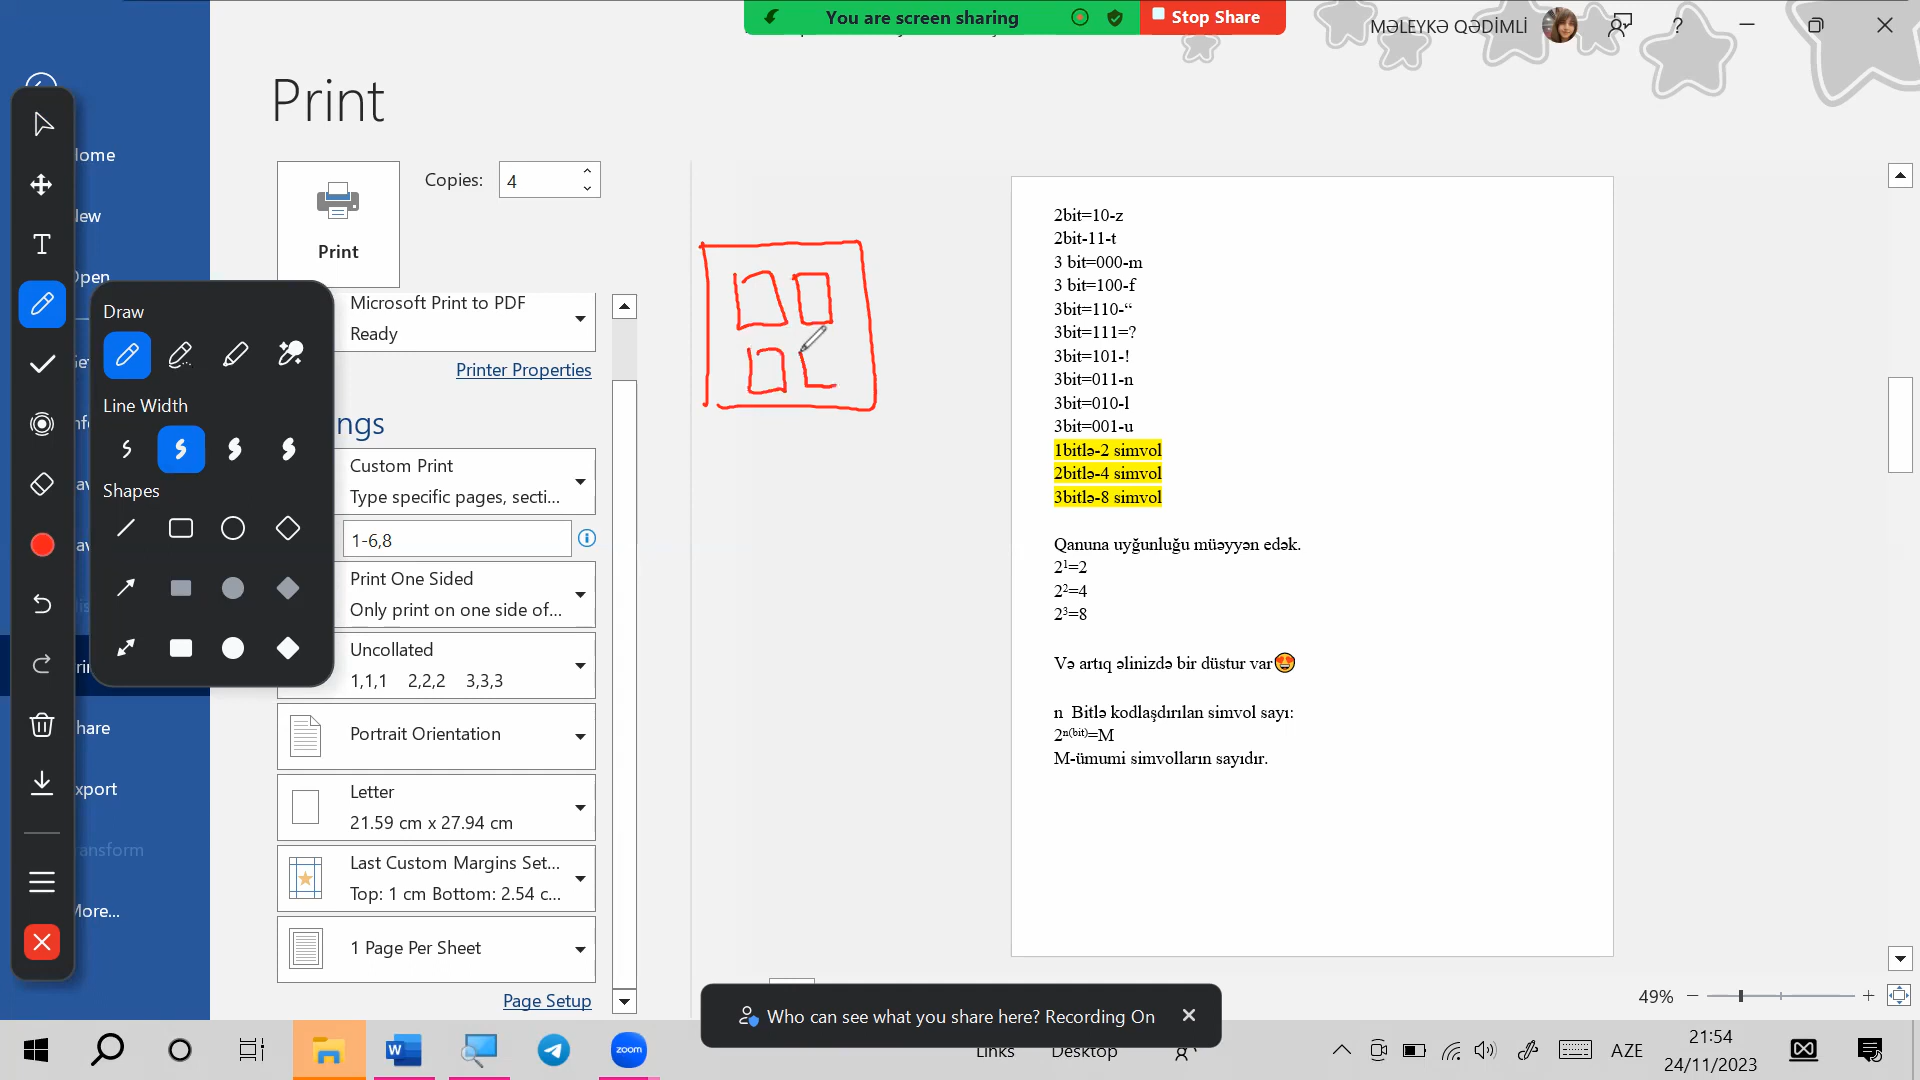 You are screen sharing
Stop Share
MƏLEYKƏ QƏDİMLİ
?
Print
Print
Copies:
4
Microsoft Print to PDF
Ready
Printer Properties
ngs
Custom Print
Type specific pages, secti...
1-6,8
Print One Sided
Only print on one side of...
Uncollated
1,1,1 2,2,2 3,3,3
Portrait Orientation
Letter
21.59 cm x 27.94 cm
Last Custom Margins Set...
Top: 1 cm Bottom: 2.54 c...
1 Page Per Sheet
Page Setup
Draw
Line Width
Shapes
T
ome
ew
pen
hare
xport
ansform
More...
2bit=10-z
2bit-11-t
3 bit=000-m
3 bit=100-f
3bit=110-“
3bit=111=?
3bit=101-!
3bit=011-n
3bit=010-l
3bit=001-u
1bitlə-2 simvol
2bitlə-4 simvol
3bitlə-8 simvol
Qanuna uyğunluğu müəyyən edək.
2¹=2
2²=4
2³=8
Və artıq əlinizdə bir düstur var😍
n Bitlə kodlaşdırılan simvol sayı:
2ⁿ⁽ᵇⁱᵗ⁾=M
M-ümumi simvolların sayıdır.
49%
Who can see what you share here? Recording On
zoom
Links
Desktop
AZE
21:54
24/11/2023